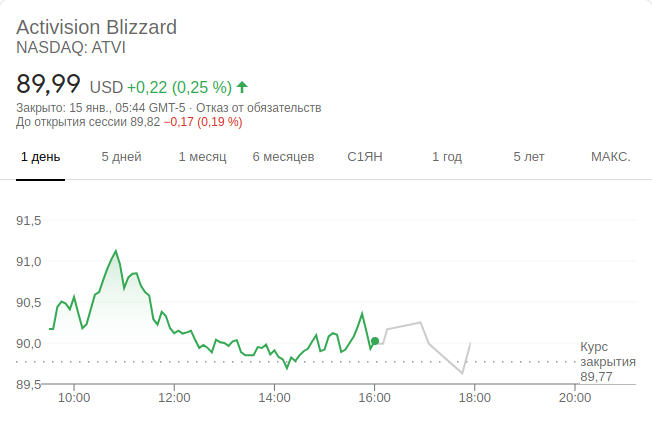 Activision Blizzard
NASDAQ: ATVI
89,99 USD +0,22 (0,25 %)
Закрыто: 15 янв., 05:44 GMT-5 · Отказ от обязательств
До открытия сессии 89,82 −0,17 (0,19 %)
1 день 5 дней 1 месяц 6 месяцев С1ЯН 1 год 5 лет МАКС.
91,5
91,0
90,5
90,0
Курс
закрытия
89,77
89,5
10:00 12:00 14:00 16:00 18:00 20:00